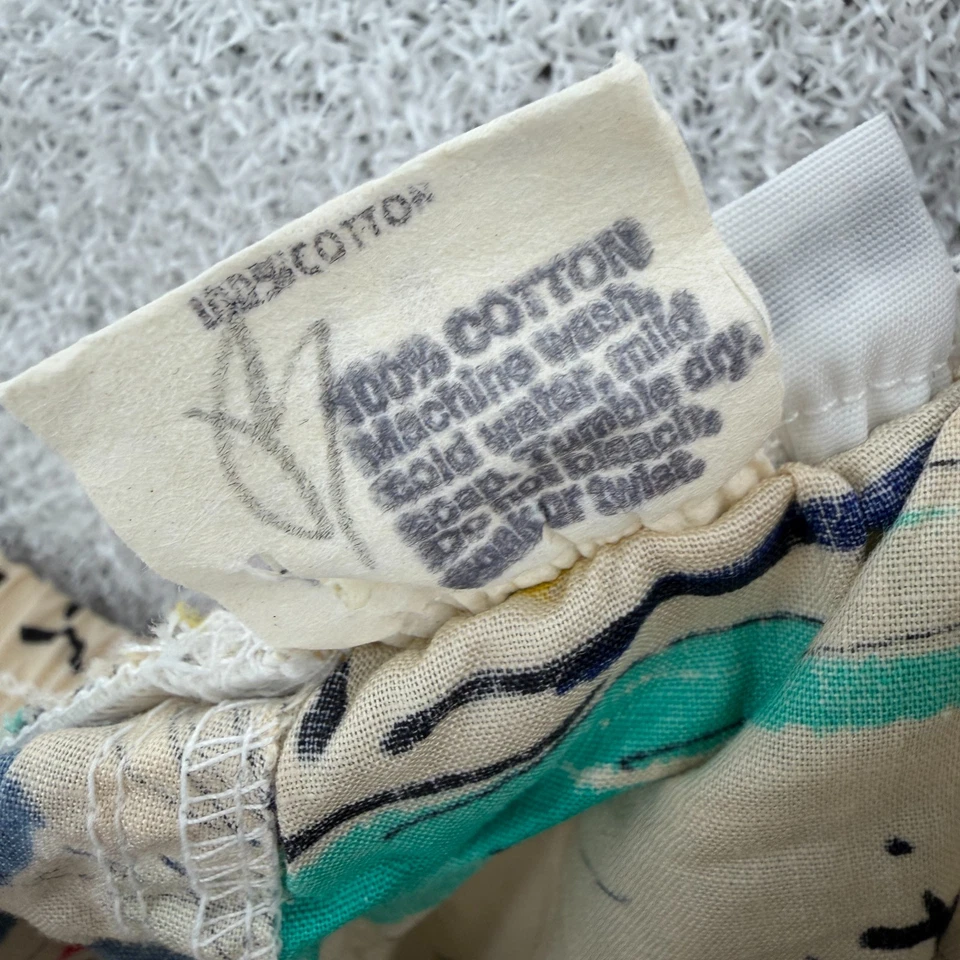 100% COTTON
100% COTTON
Machine wash,
Cold water, mild
soap. Tumble dry.
Do not bleach
soak or twist.